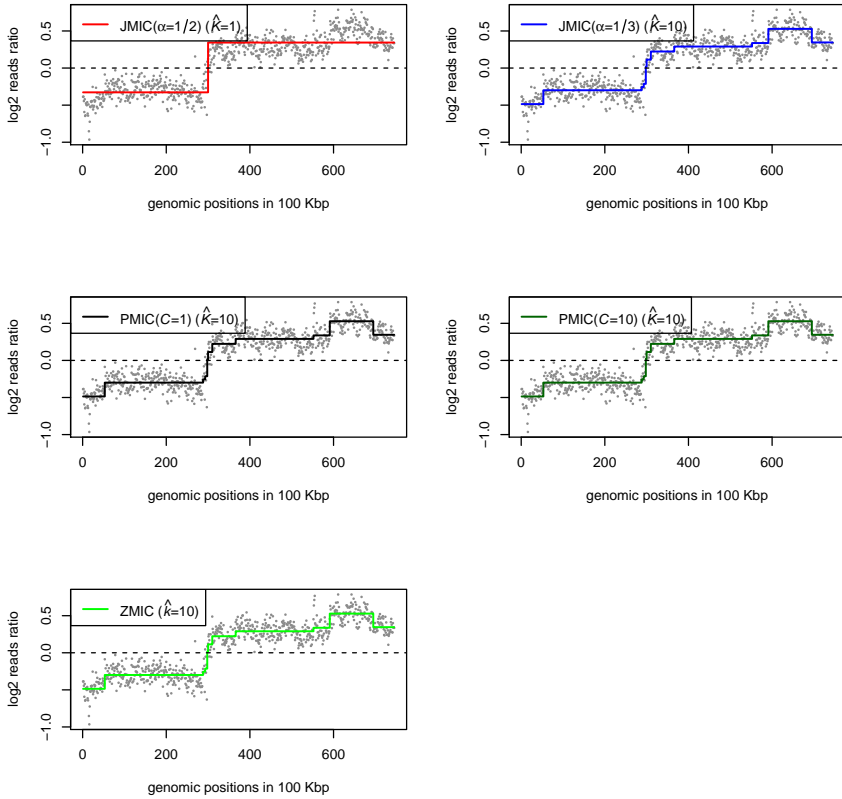 JMIC(α=1/2) (K̂=1)
log2 reads ratio
0.5
0.0
−1.0
0 200 400 600
genomic positions in 100 Kbp
JMIC(α=1/3) (K̂=10)
log2 reads ratio
0.5
0.0
−1.0
0 200 400 600
genomic positions in 100 Kbp
PMIC(C=1) (K̂=10)
log2 reads ratio
0.5
0.0
−1.0
0 200 400 600
genomic positions in 100 Kbp
PMIC(C=10) (K̂=10)
log2 reads ratio
0.5
0.0
−1.0
0 200 400 600
genomic positions in 100 Kbp
ZMIC (k̂=10)
log2 reads ratio
0.5
0.0
−1.0
0 200 400 600
genomic positions in 100 Kbp